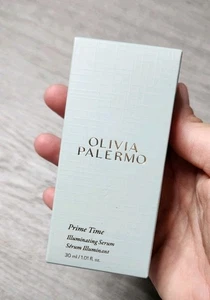 OLIVIA
PALERMO
Prime Time
Illuminating Serum
Sérum Illuminant
30 ml / 1.01 fl. oz.